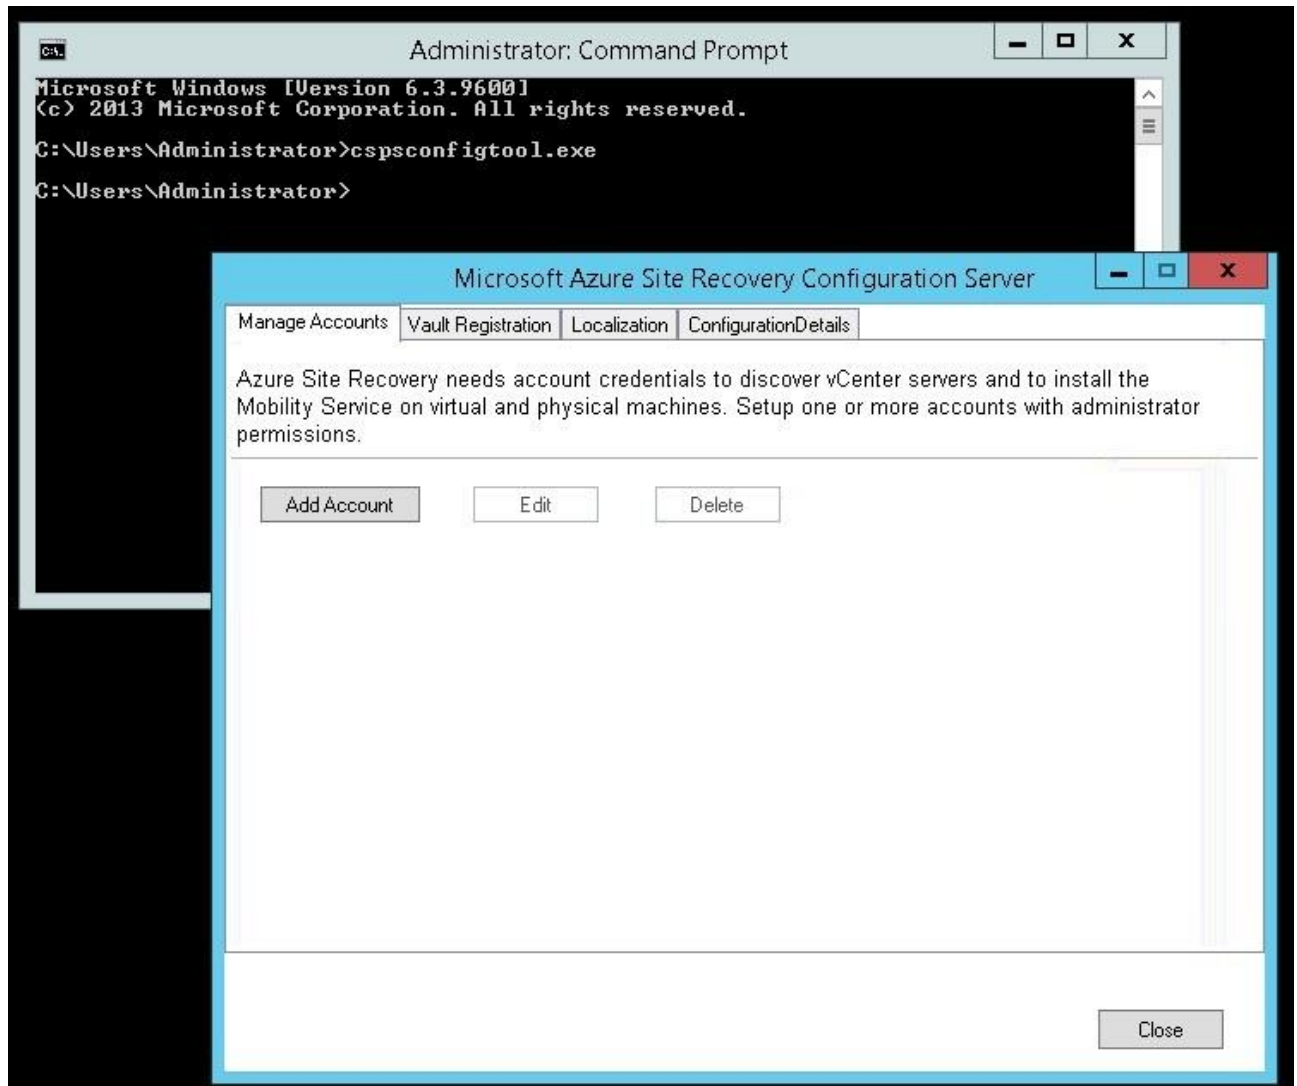 Administrator: Command Prompt
Microsoft Windows [Version 6.3.9600]
(c) 2013 Microsoft Corporation. All rights reserved.
C:\Users\Administrator>cspsconfigtool.exe
C:\Users\Administrator>
Microsoft Azure Site Recovery Configuration Server
Manage Accounts Vault Registration Localization ConfigurationDetails
Azure Site Recovery needs account credentials to discover vCenter servers and to install the
Mobility Service on virtual and physical machines. Setup one or more accounts with administrator
permissions.
Add Account Edit Delete
Close